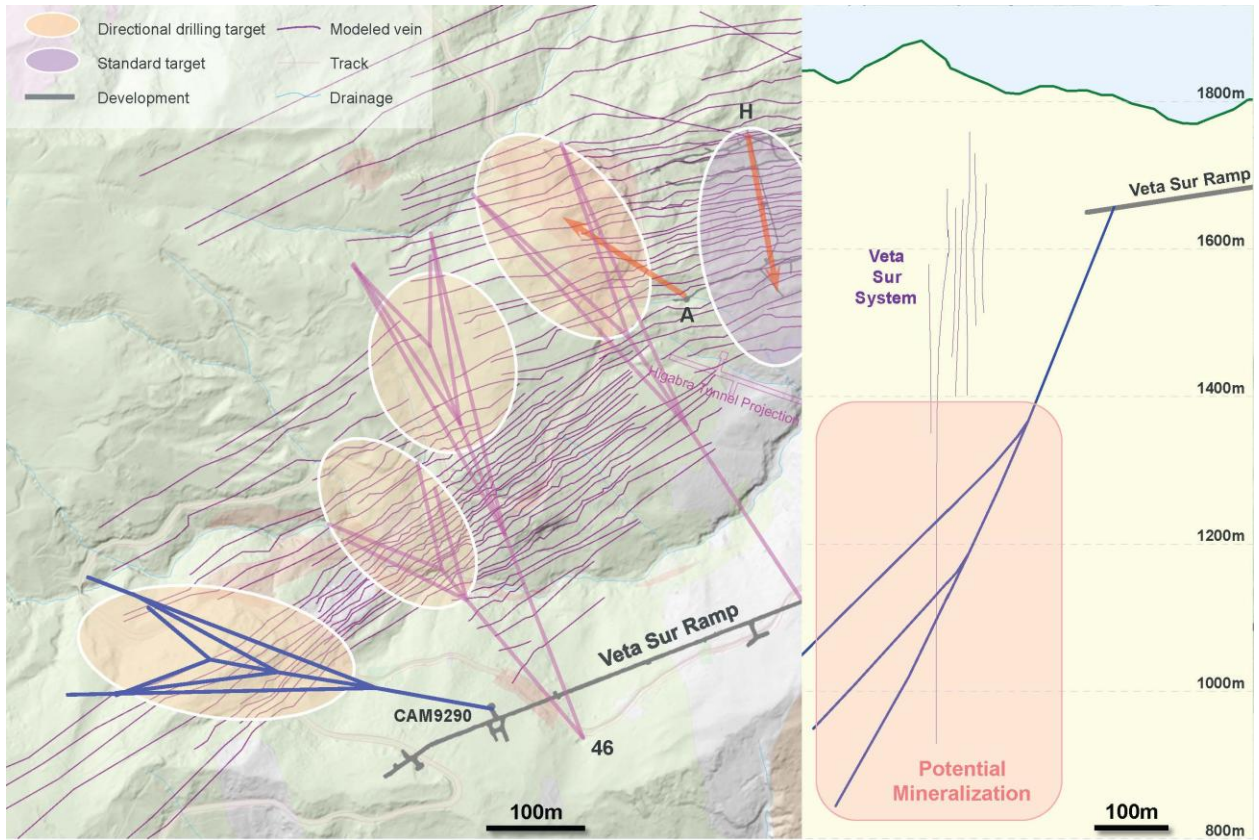 Directional drilling target
Modeled vein
Standard target
Track
Development
Drainage
H
A
Higabra Tunnel Projection
Veta Sur Ramp
CAM9290
46
100m
1800m
Veta Sur Ramp
1600m
Veta
Sur
System
1400m
1200m
1000m
Potential
Mineralization
100m
800m